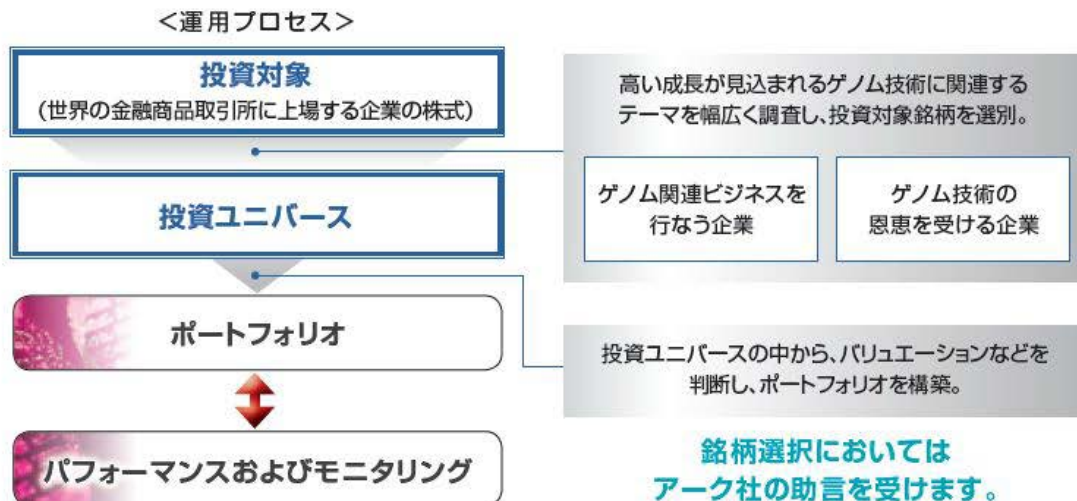 ＜運用プロセス＞
投資対象
（世界の金融商品取引所に上場する企業の株式）
高い成長が見込まれるゲノム技術に関連する
テーマを幅広く調査し、投資対象銘柄を選別。
ゲノム関連ビジネスを
行なう企業
ゲノム技術の
恩恵を受ける企業
投資ユニバース
ポートフォリオ
投資ユニバースの中から、バリュエーションなどを
判断し、ポートフォリオを構築。
パフォーマンスおよびモニタリング
銘柄選択においては
アーク社の助言を受けます。